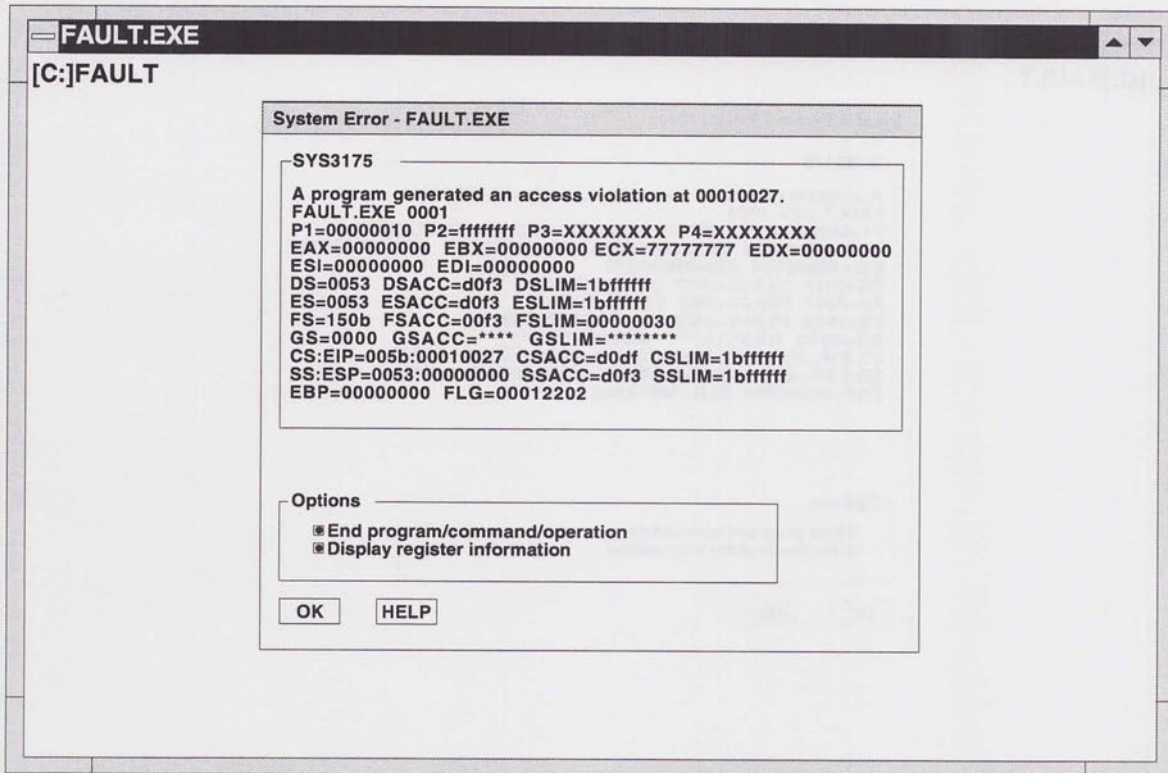 FAULT.EXE
[C:]FAULT
System Error - FAULT.EXE
SYS3175
A program generated an access violation at 00010027.
FAULT.EXE 0001
P1=00000010 P2=ffffffff P3=XXXXXXXX P4=XXXXXXXX
EAX=00000000 EBX=00000000 ECX=77777777 EDX=00000000
ESI=00000000 EDI=00000000
DS=0053 DSACC=d0f3 DSLIM=1bffffff
ES=0053 ESACC=d0f3 ESLIM=1bffffff
FS=150b FSACC=00f3 FSLIM=00000030
GS=0000 GSACC=**** GSLIM=********
CS:EIP=005b:00010027 CSACC=d0df CSLIM=1bffffff
SS:ESP=0053:00000000 SSACC=d0f3 SSLIM=1bffffff
EBP=00000000 FLG=00012202
Options
End program/command/operation
Display register information
OK HELP